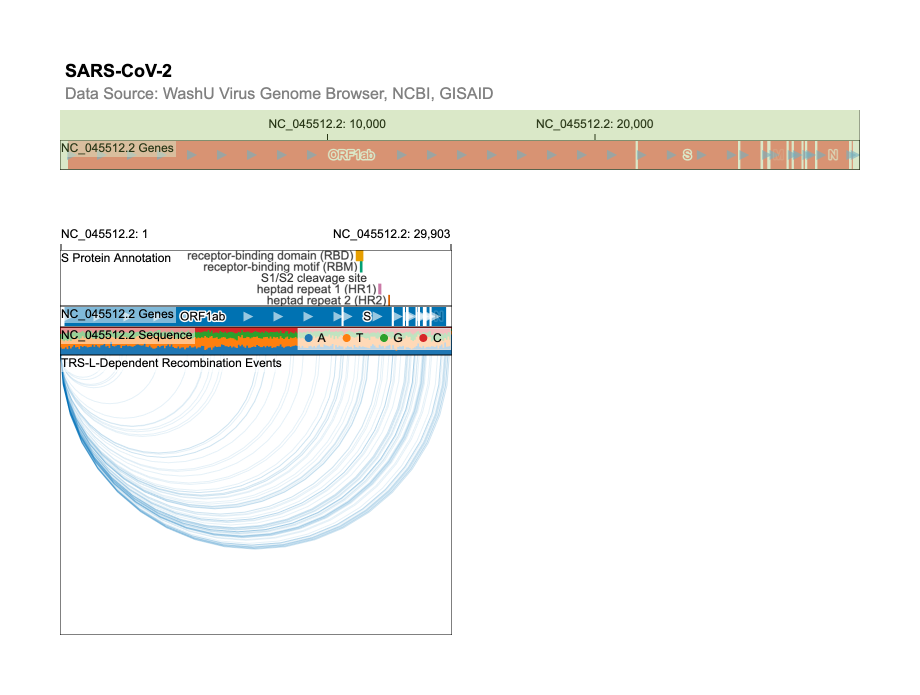 SARS-CoV-2
Data Source: WashU Virus Genome Browser, NCBI, GISAID
NC_045512.2: 10,000 NC_045512.2: 20,000
NC_045512.2 Genes ORF1ab S N
NC_045512.2: 1 NC_045512.2: 29,903
S Protein Annotation receptor-binding domain (RBD)
receptor-binding motif (RBM)
S1/S2 cleavage site
heptad repeat 1 (HR1)
heptad repeat 2 (HR2)
NC_045512.2 Genes ORF1ab S
NC_045512.2 Sequence A T G C
TRS-L-Dependent Recombination Events